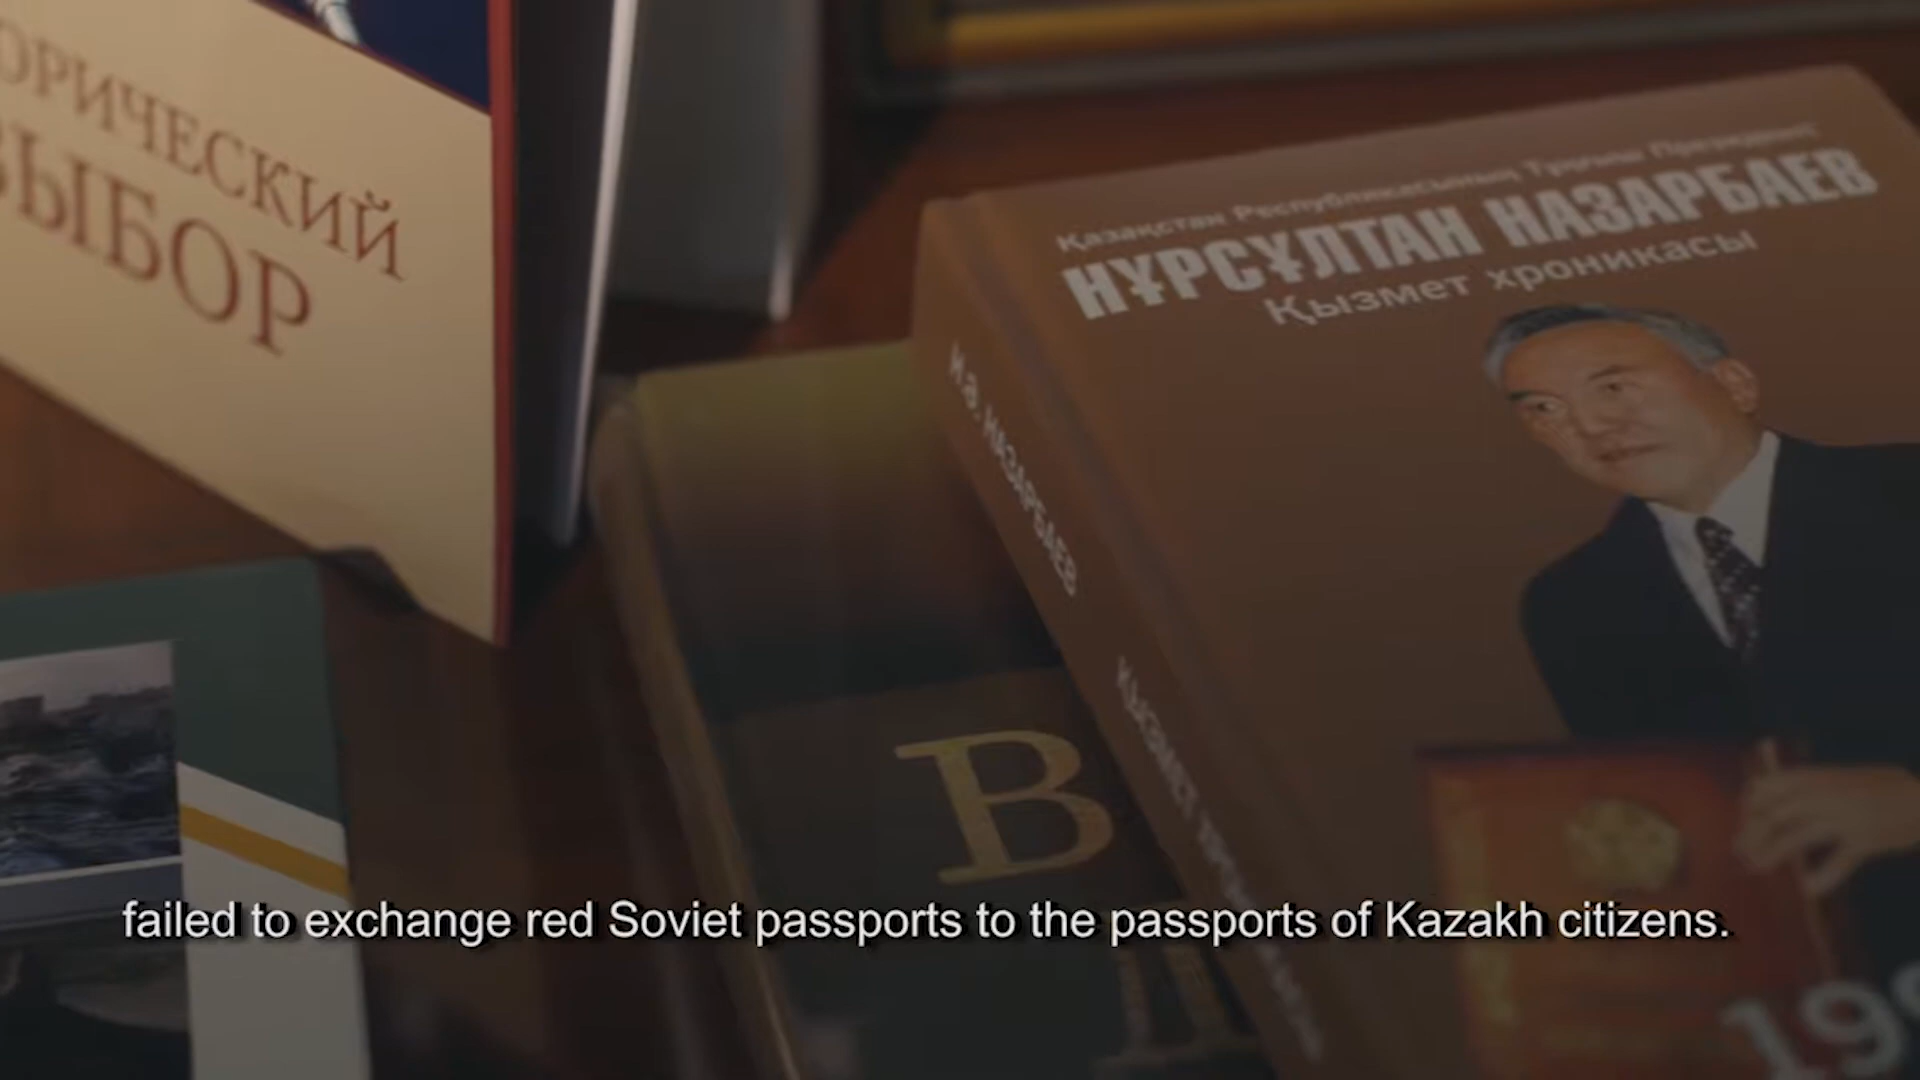 ОРИЧЕСКИЙ
ВЫБОР
Қазақстан Республикасының Тұңғыш Президенті
НҰРСҰЛТАН НАЗАРБАЕВ
Қызмет хроникасы
Н.Ә. НАЗАРБАЕВ
В
failed to exchange red Soviet passports to the passports of Kazakh citizens.
199